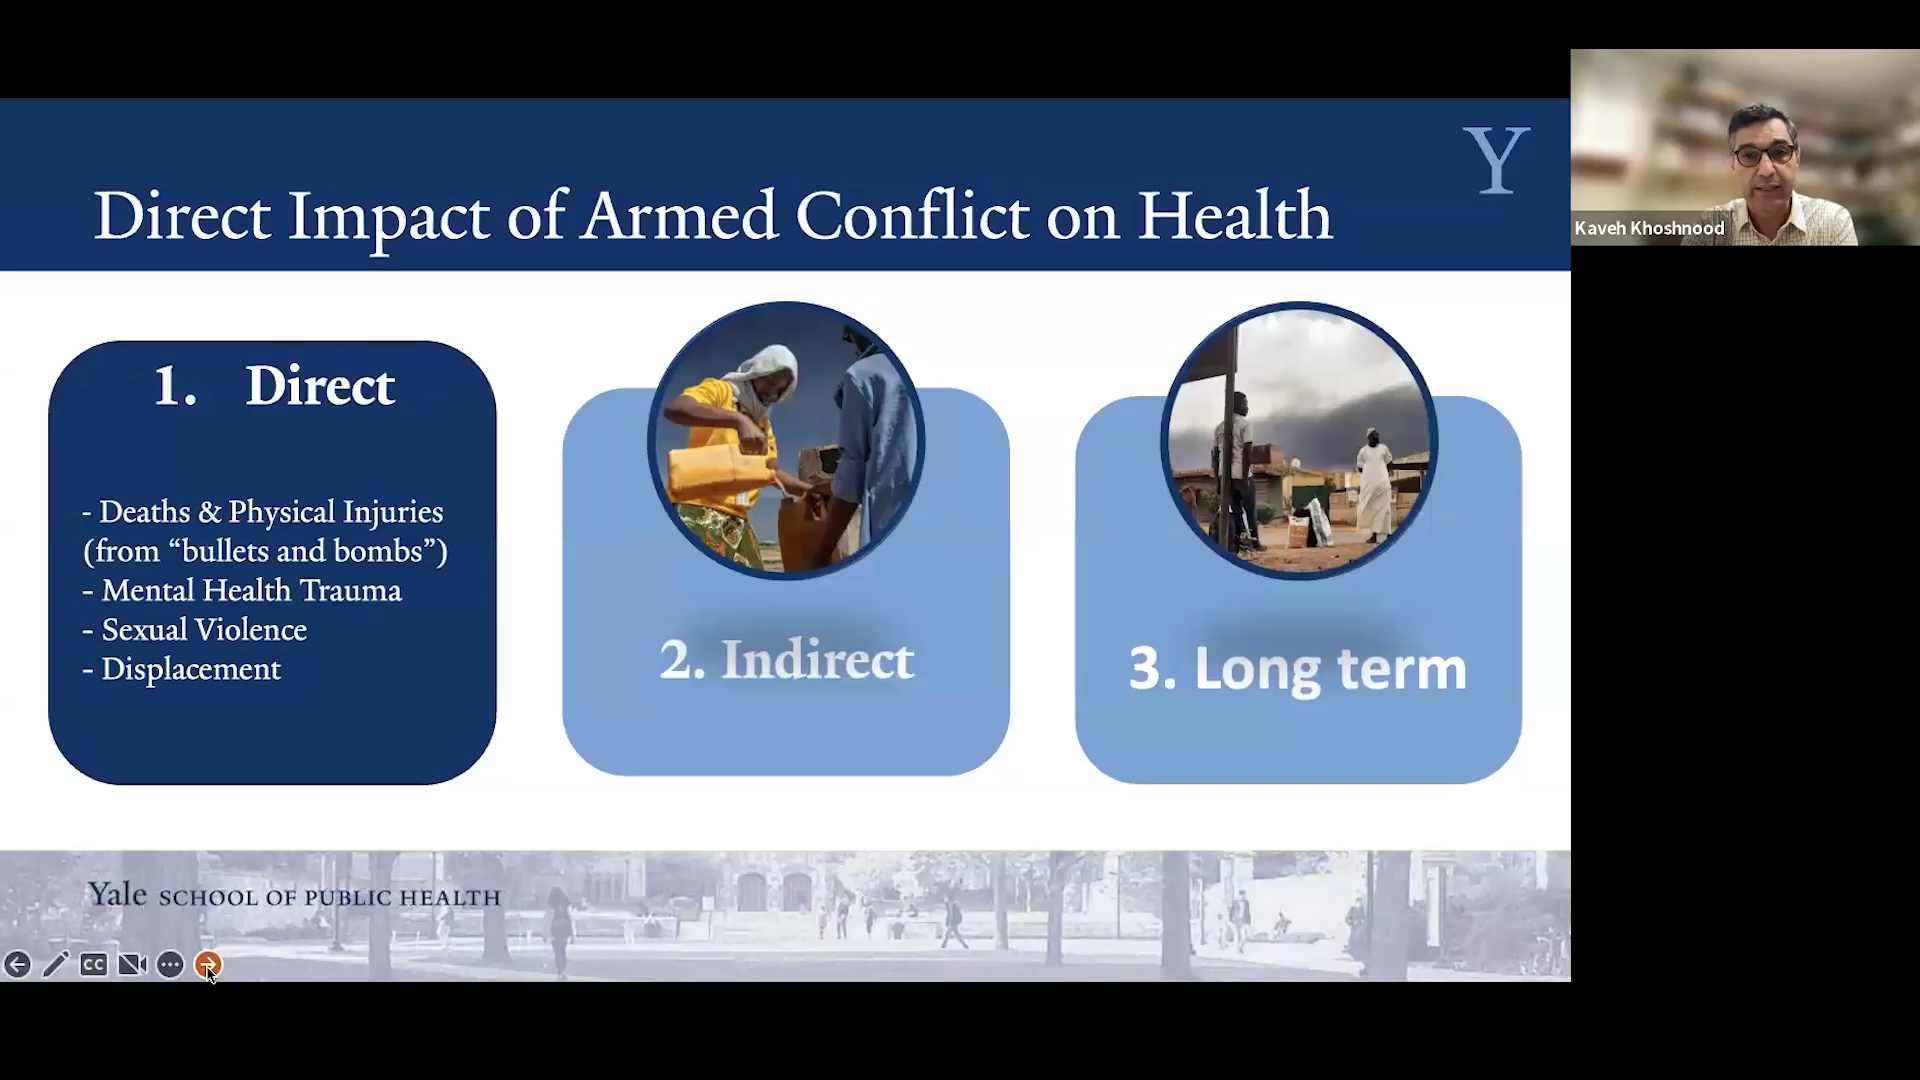 Y
Direct Impact of Armed Conflict on Health
Kaveh Khoshnood
1. Direct
- Deaths & Physical Injuries
(from “bullets and bombs”)
- Mental Health Trauma
- Sexual Violence
- Displacement
2. Indirect
3. Long term
Yale SCHOOL OF PUBLIC HEALTH
CC